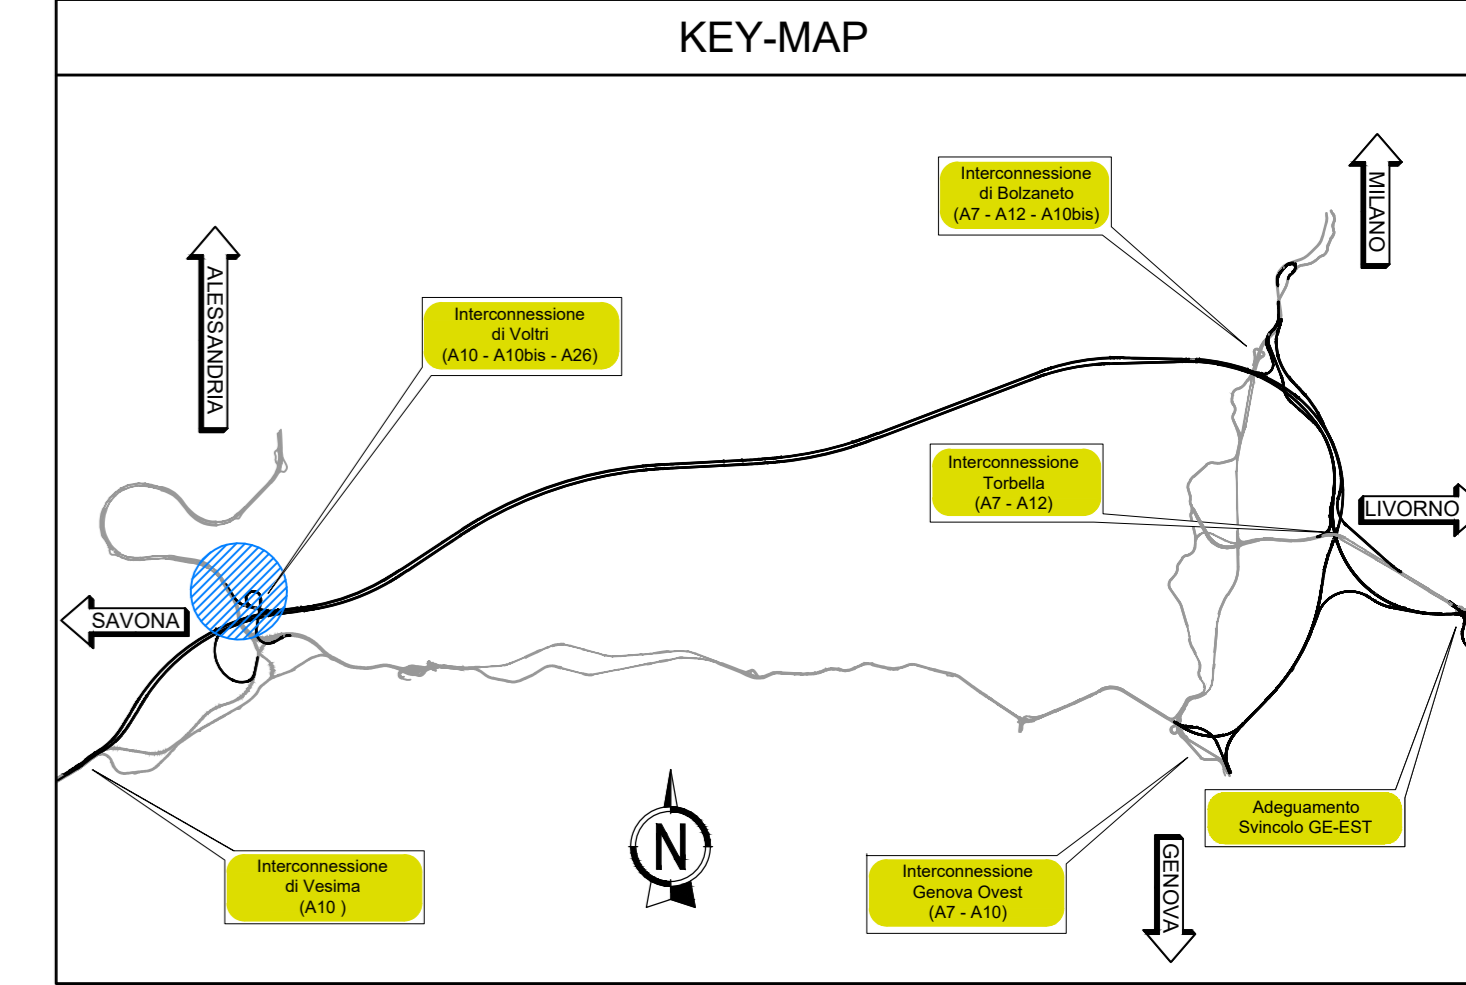 KEY-MAP
Interconnessione
di Bolzaneto
(A7 - A12 - A10bis)
MILANO
ALESSANDRIA
Interconnessione
di Voltri
(A10 - A10bis - A26)
Interconnessione
Torbella
(A7 - A12)
LIVORNO
SAVONA
Adeguamento
Svincolo GE-EST
N
Interconnessione
di Vesima
(A10 )
Interconnessione
Genova Ovest
(A7 - A10)
GENOVA